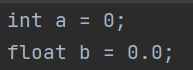 int a = 0;
float b = 0.0;